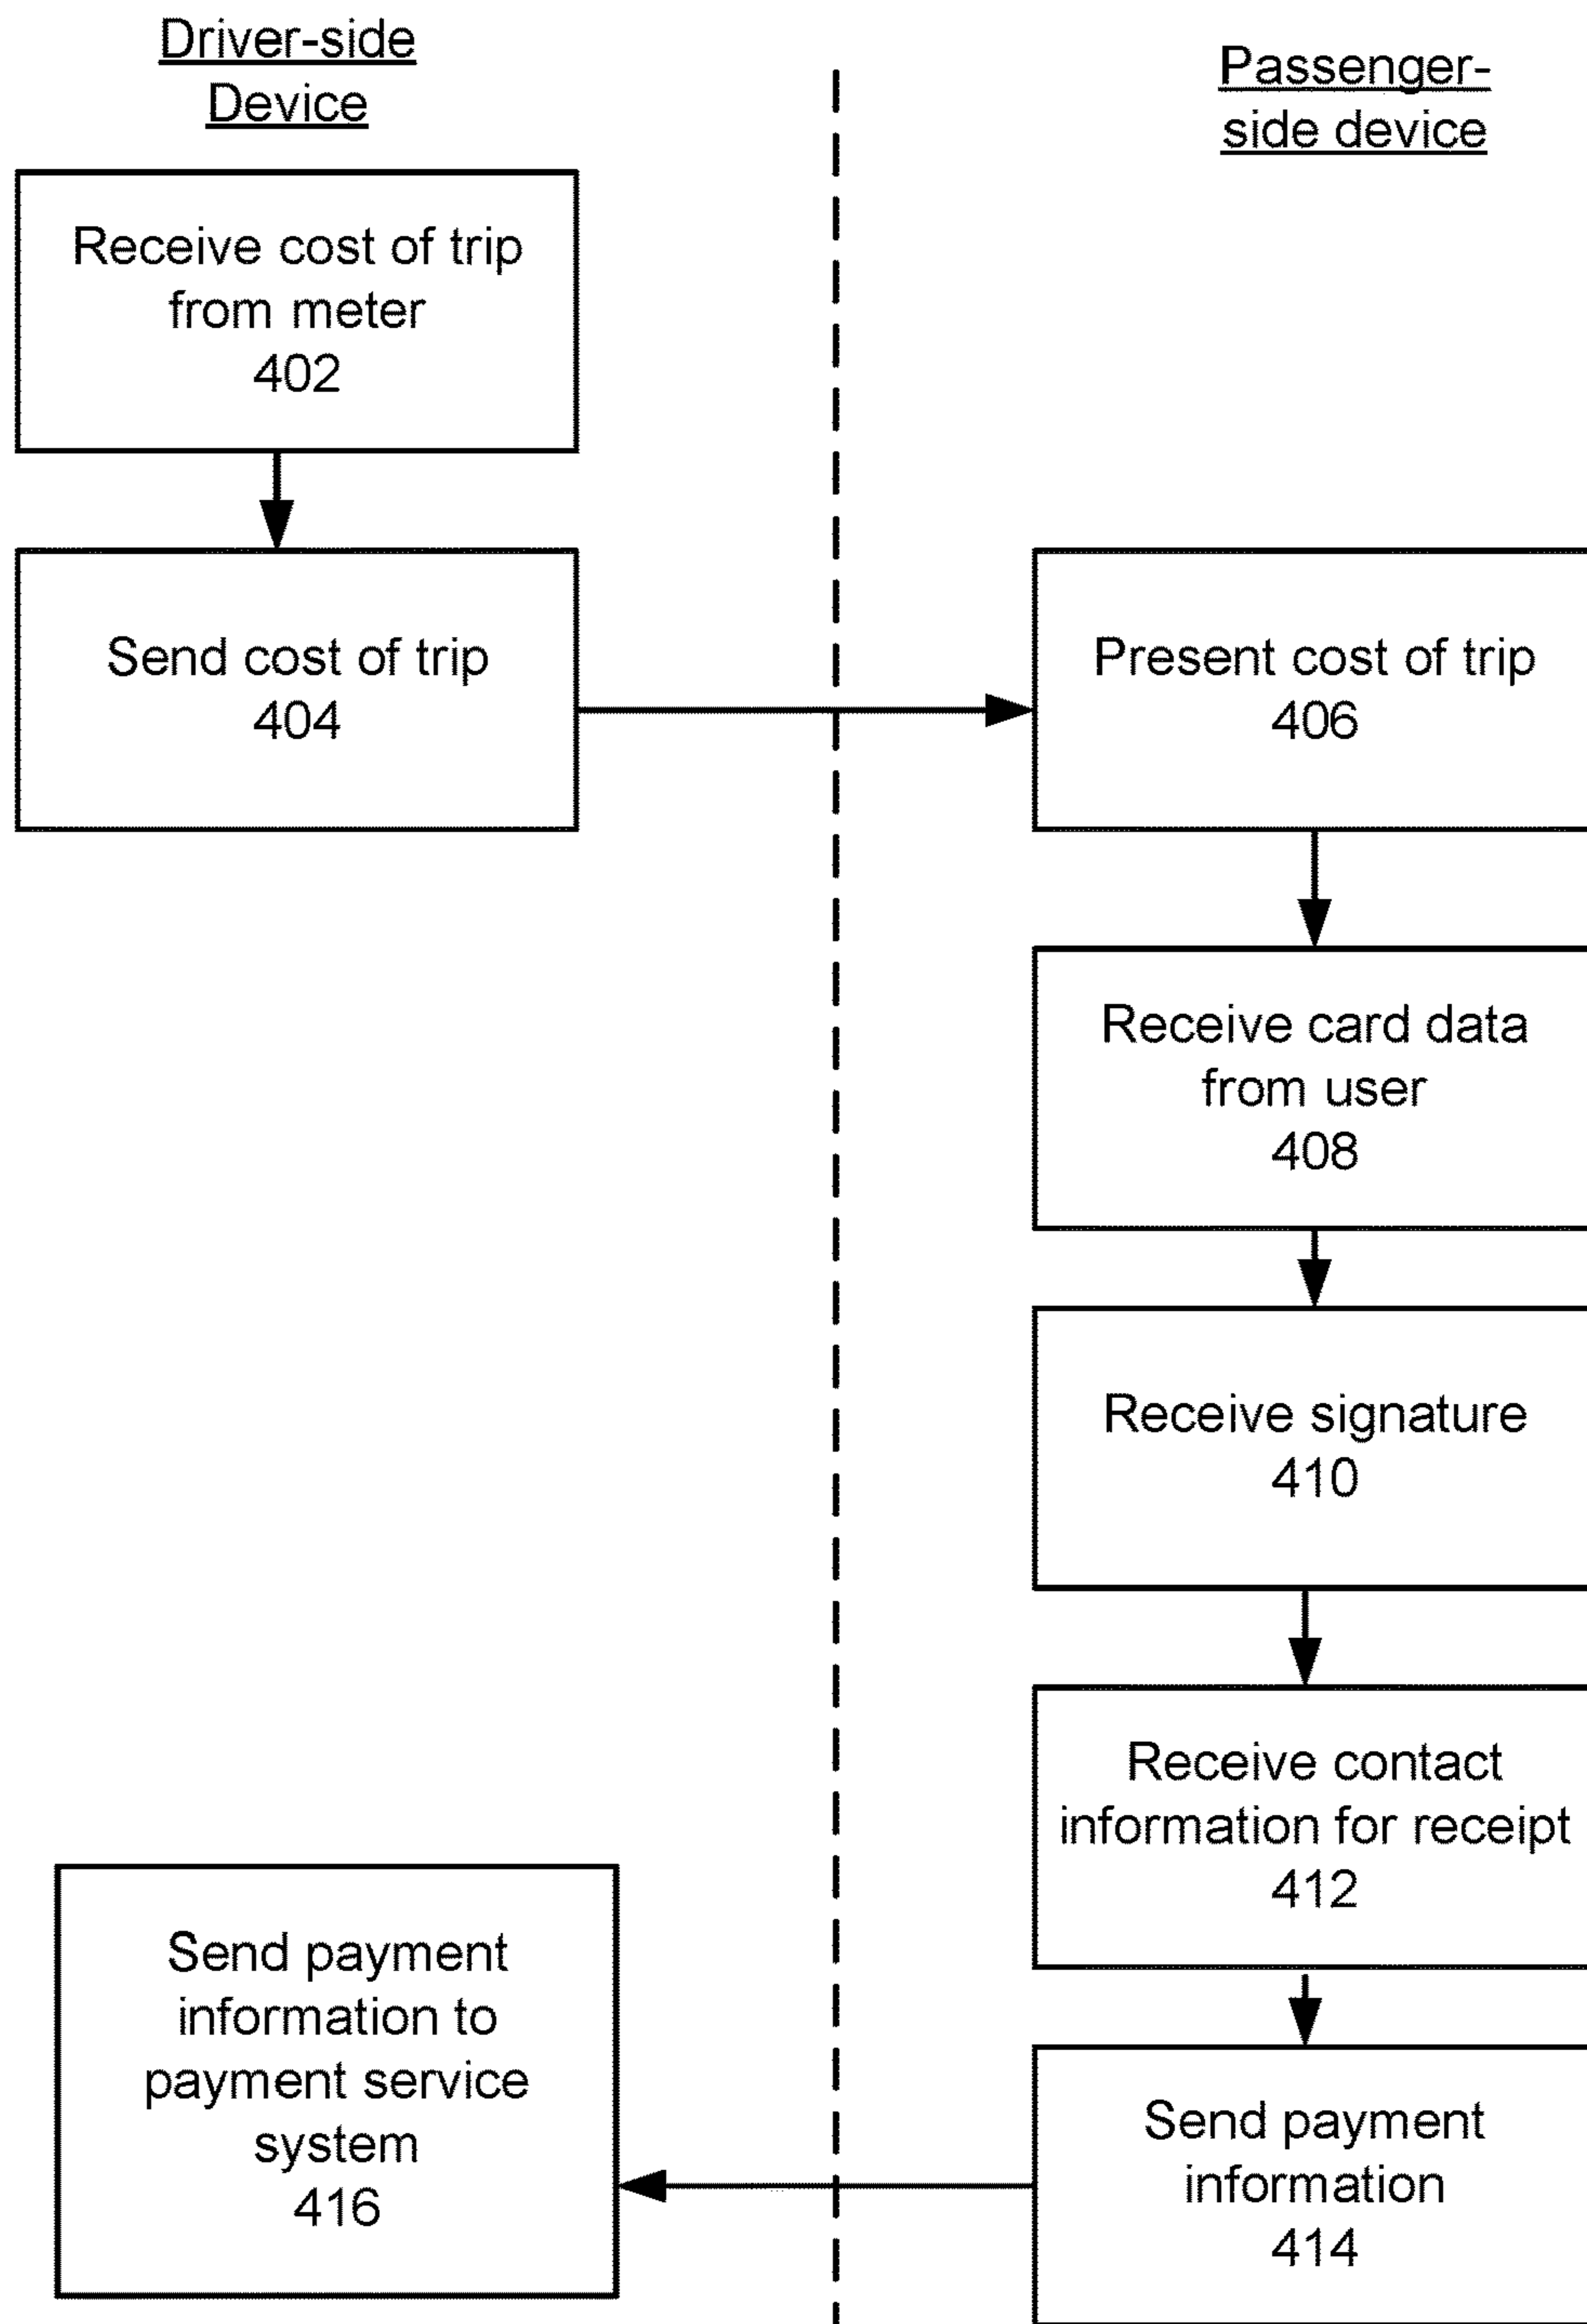 Driver-side
Device
Passenger-
side device
Receive cost of trip
from meter
402
Send cost of trip
404
Present cost of trip
406
Receive card data
from user
408
Receive signature
410
Receive contact
information for receipt
412
Send payment
information
414
Send payment
information to
payment service
system
416